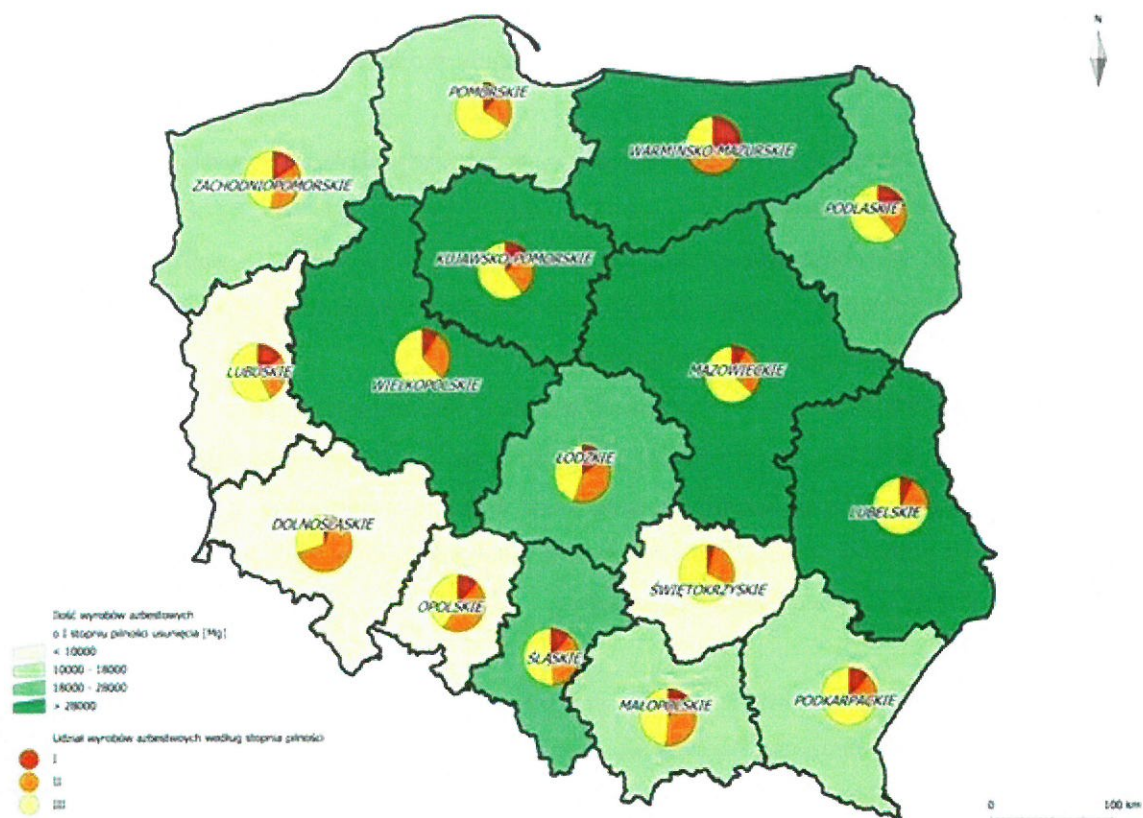 N
POMORSKIE
WARMIŃSKO-MAZURSKIE
ZACHODNIOPOMORSKIE
PODLASKIE
KUJAWSKO-POMORSKIE
LUBUSKIE
WIELKOPOLSKIE
MAZOWIECKIE
ŁÓDZKIE
LUBELSKIE
DOLNOŚLĄSKIE
ŚWIĘTOKRZYSKIE
OPOLSKIE
ŚLĄSKIE
MAŁOPOLSKIE
PODKARPACKIE
Ilość wyrobów azbestowych
o I stopniu pilności usunięcia [Mg]
< 10000
10000 - 18000
18000 - 28000
> 28000
Udział wyrobów azbestwoych według stopnia pilności
I
II
III
0 100 km